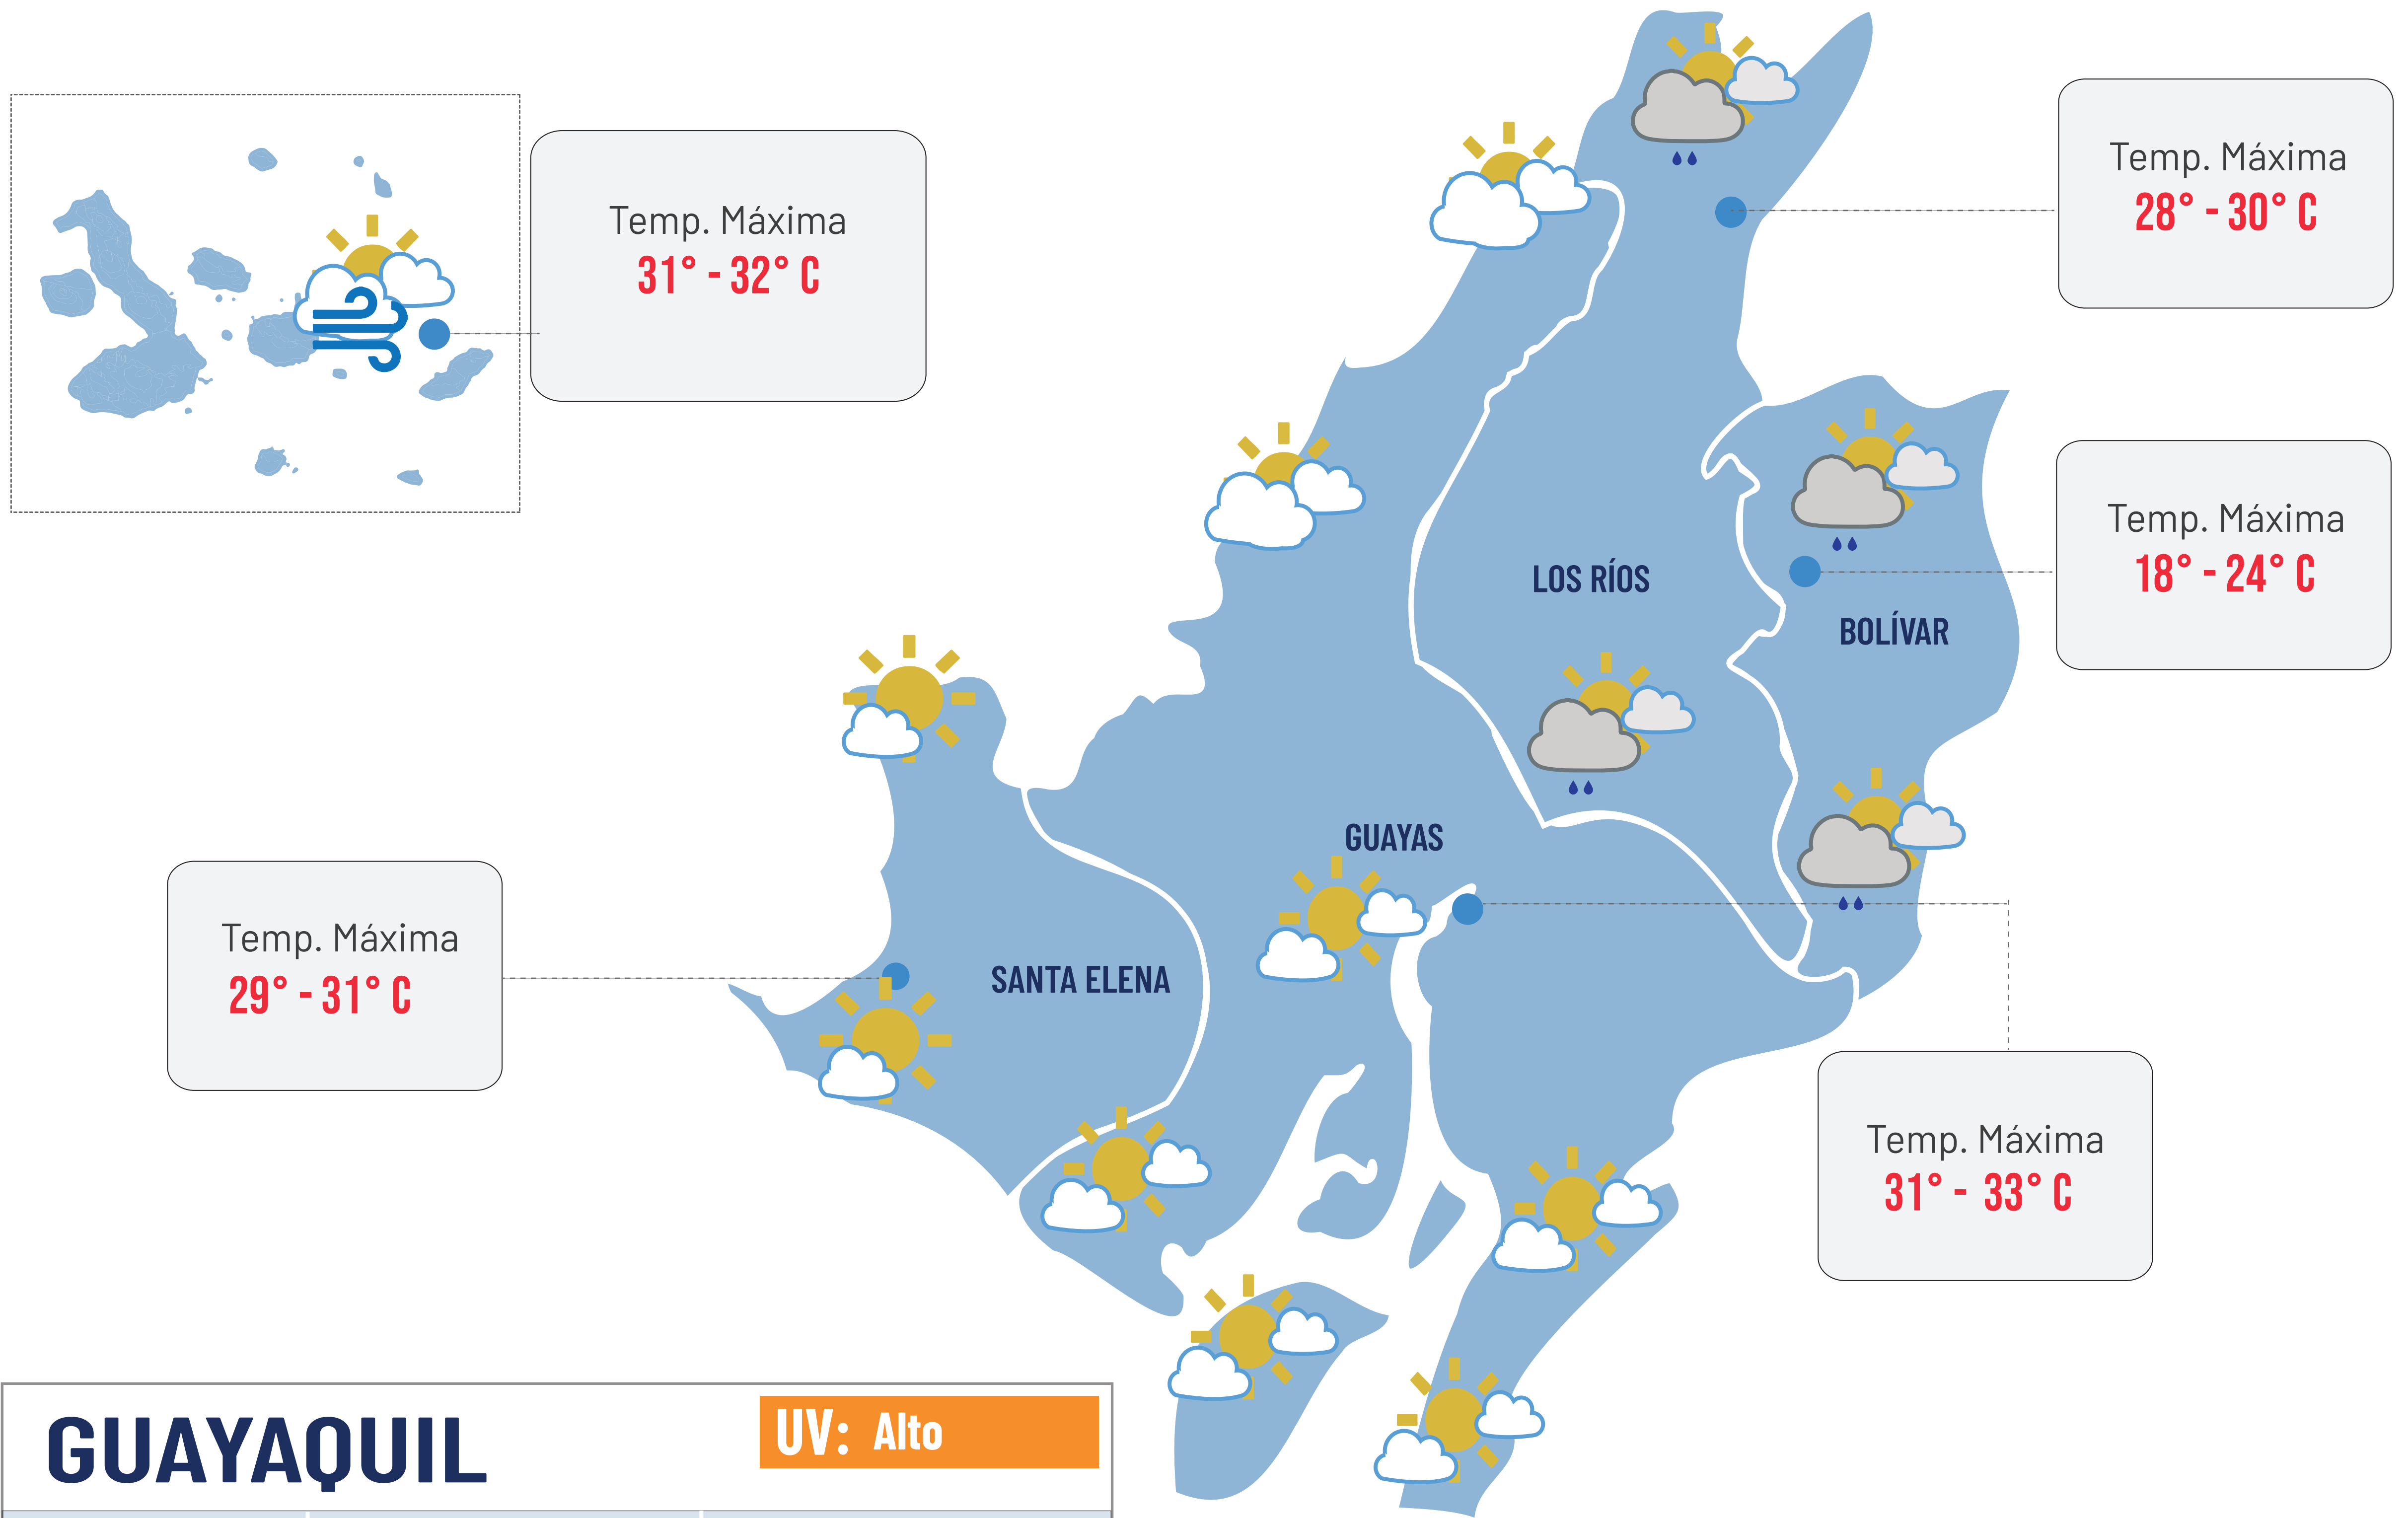 Temp. Máxima
28° - 30° C
Temp. Máxima
31° - 32° C
Temp. Máxima
18° - 24° C
LOS RÍOS
BOLÍVAR
GUAYAS
Temp. Máxima
29° - 31° C
SANTA ELENA
Temp. Máxima
31° - 33° C
GUAYAQUIL
UV: Alto